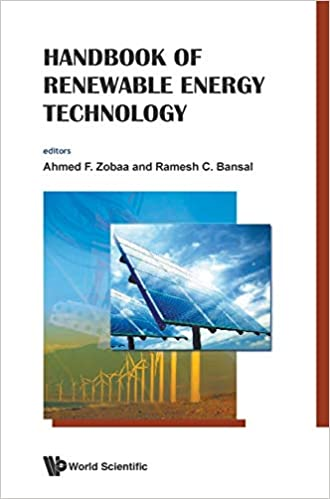 HANDBOOK OF
RENEWABLE ENERGY
TECHNOLOGY
editors
Ahmed F. Zobaa and Ramesh C. Bansal
World Scientific